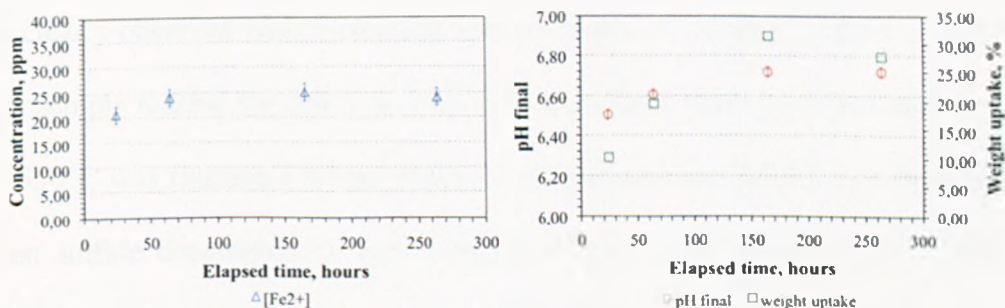 Concentration, ppm
40,00
35,00
30,00
25,00
20,00
15,00
10,00
5,00
0,00
0 50 100 150 200 250 300
Elapsed time, hours
[Fe2+]
pH final
7,00
6,80
6,60
6,40
6,20
6,00
35,00
30,00
25,00
20,00
15,00
10,00
5,00
0,00
Weight uptake, %
0 50 100 150 200 250 300
Elapsed time, hours
pH final weight uptake